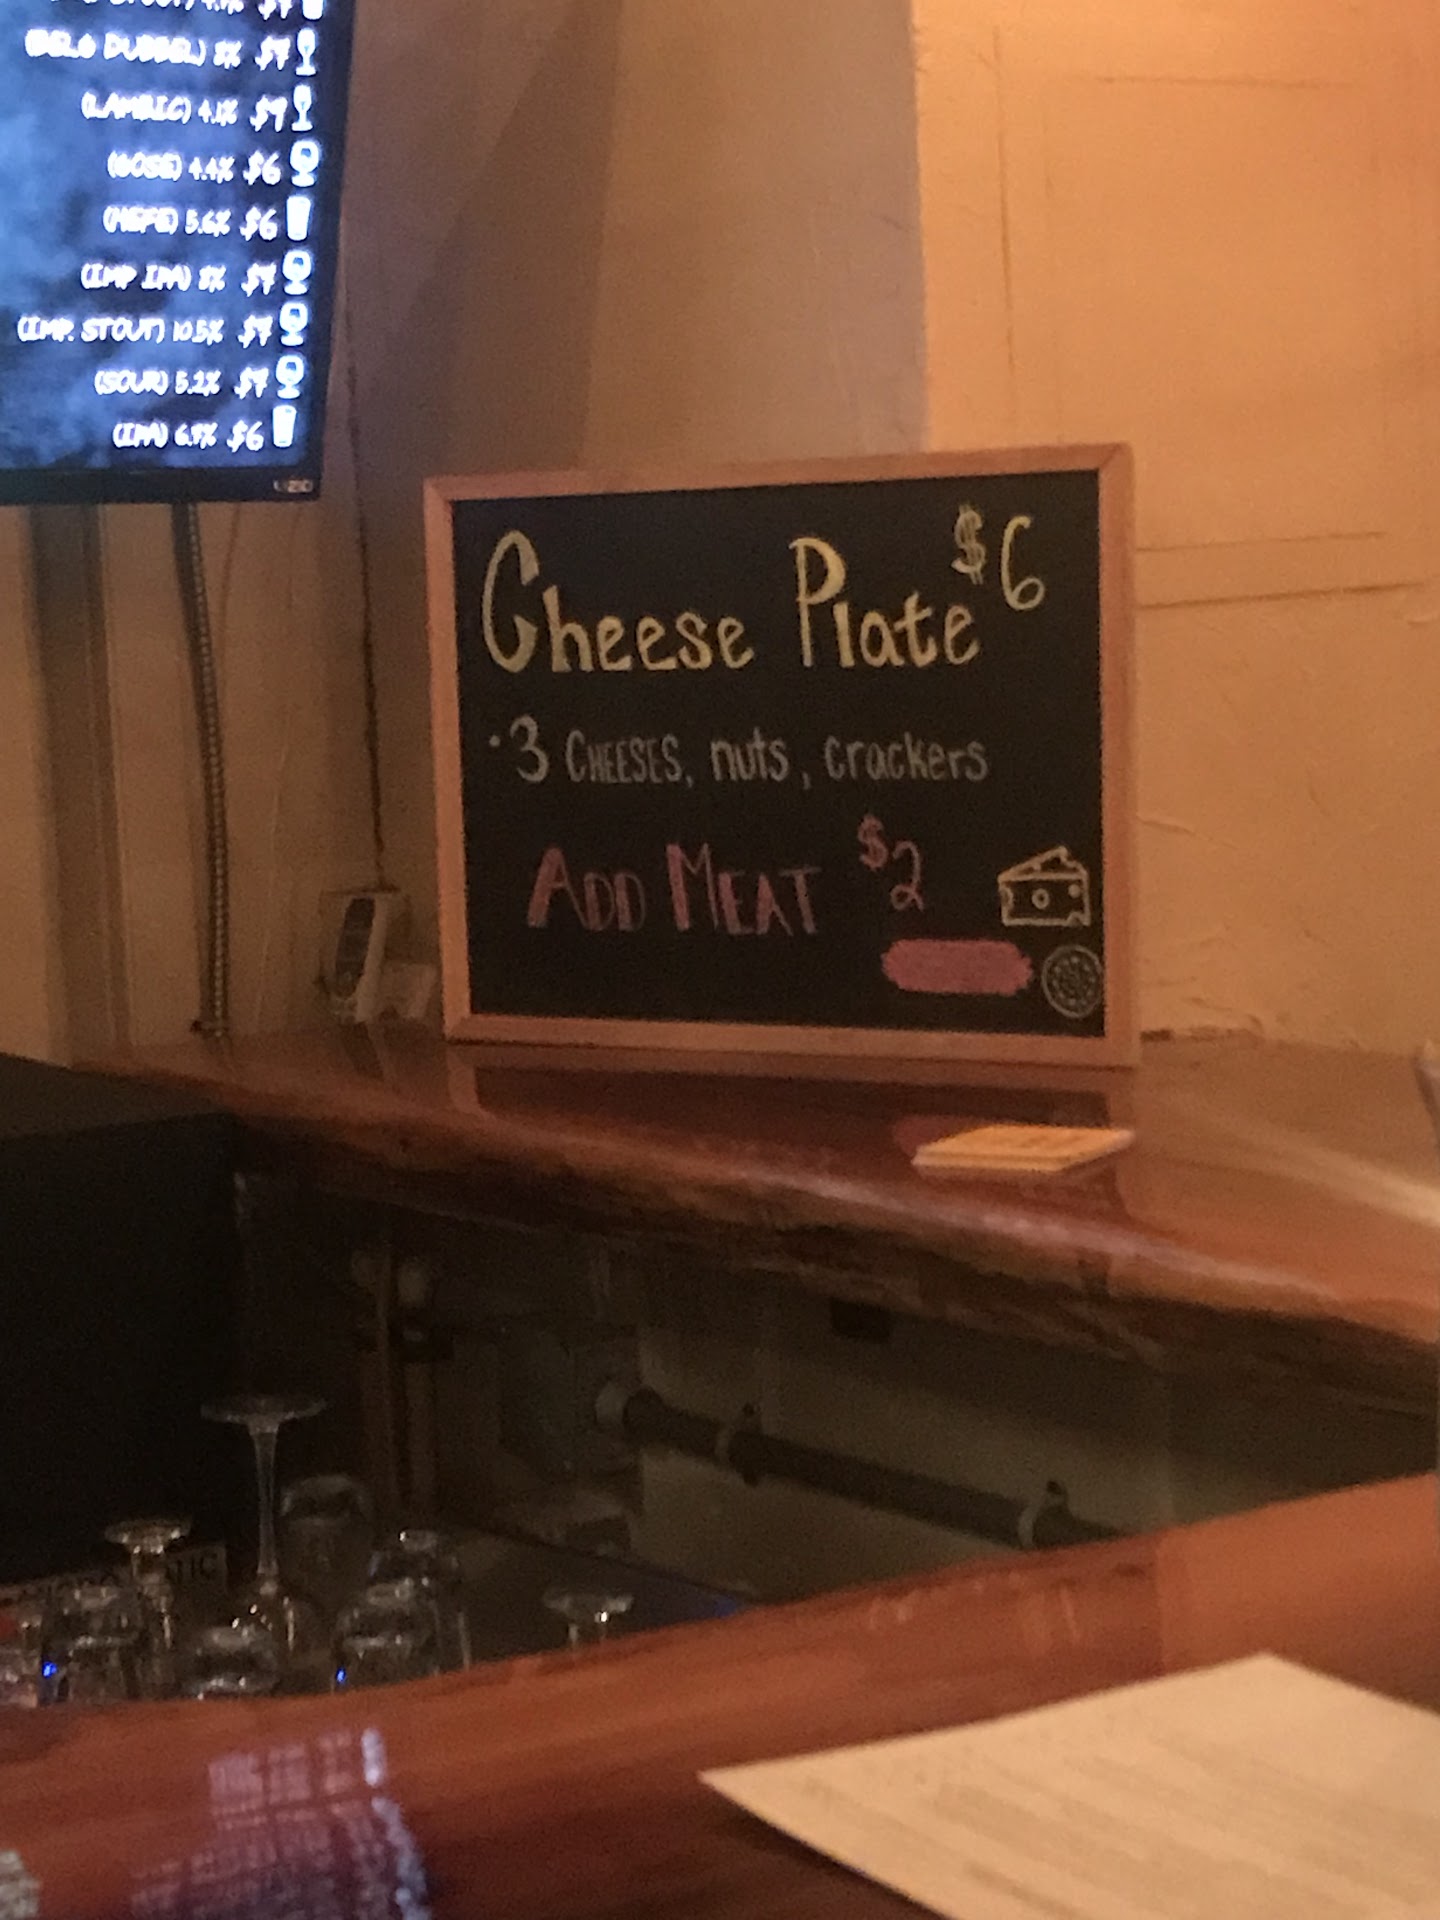 $7
(BELG DUBBEL) 8% $7
(LAMBIC) 4.1% $9
(GOSE) 4.4% $6
(HEFE) 5.6% $6
(IMP IPA) 8% $7
(IMP. STOUT) 10.5% $7
(SOUR) 5.2% $7
(IPA) 6.9% $6
VIZIO
Cheese Plate $6
·3 CHEESES, nuts, crackers
ADD MEAT $2